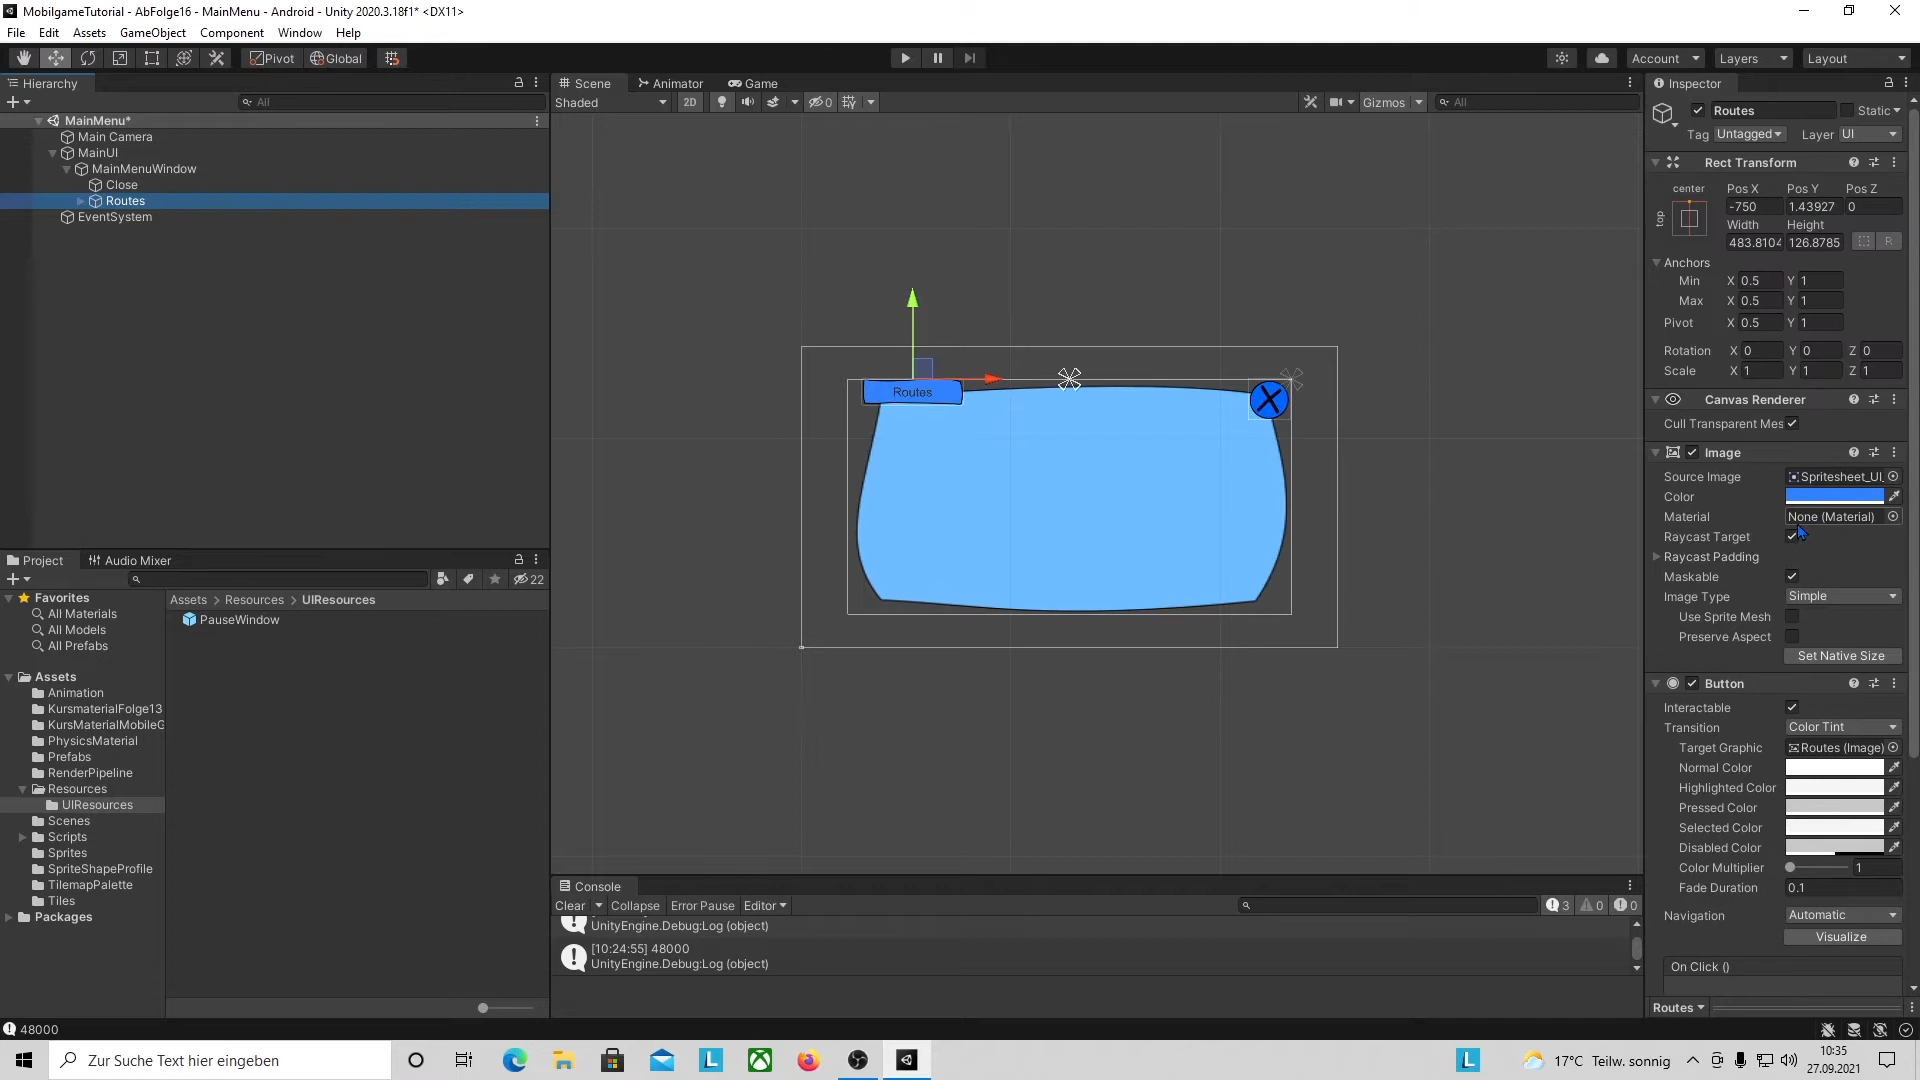 MobilgameTutorial - AbFolge16 - MainMenu - Android - Unity 2020.3.18f1* <DX11>
File Edit Assets GameObject Component Window Help
Pivot Global
Account Layers Layout
Hierarchy
All
MainMenu*
Main Camera
MainUI
MainMenuWindow
Close
Routes
EventSystem
Scene Animator Game
Shaded 2D 0 Gizmos All
Routes
Inspector
Routes Static
Tag Untagged Layer UI
Rect Transform
center
top
Pos X Pos Y Pos Z
-750 1.43927 0
Width Height
483.8104 126.8785 R
Anchors
Min X 0.5 Y 1
Max X 0.5 Y 1
Pivot X 0.5 Y 1
Rotation X 0 Y 0 Z 0
Scale X 1 Y 1 Z 1
Canvas Renderer
Cull Transparent Mes
Image
Source Image Spritesheet_UI_
Color
Material None (Material)
Raycast Target
Raycast Padding
Maskable
Image Type Simple
Use Sprite Mesh
Preserve Aspect
Set Native Size
Button
Interactable
Transition Color Tint
Target Graphic Routes (Image)
Normal Color
Highlighted Color
Pressed Color
Selected Color
Disabled Color
Color Multiplier 1
Fade Duration 0.1
Navigation Automatic
Visualize
On Click ()
Routes
Project Audio Mixer
22
Favorites
All Materials
All Models
All Prefabs
Assets
Animation
KursmaterialFolge13
KursMaterialMobileG
PhysicsMaterial
Prefabs
RenderPipeline
Resources
UIResources
Scenes
Scripts
Sprites
SpriteShapeProfile
TilemapPalette
Tiles
Packages
Assets > Resources > UIResources
PauseWindow
Console
Clear Collapse Error Pause Editor 3 0 0
UnityEngine.Debug:Log (object)
[10:24:55] 48000
UnityEngine.Debug:Log (object)
48000
Zur Suche Text hier eingeben
17°C Teilw. sonnig
10:35
27.09.2021